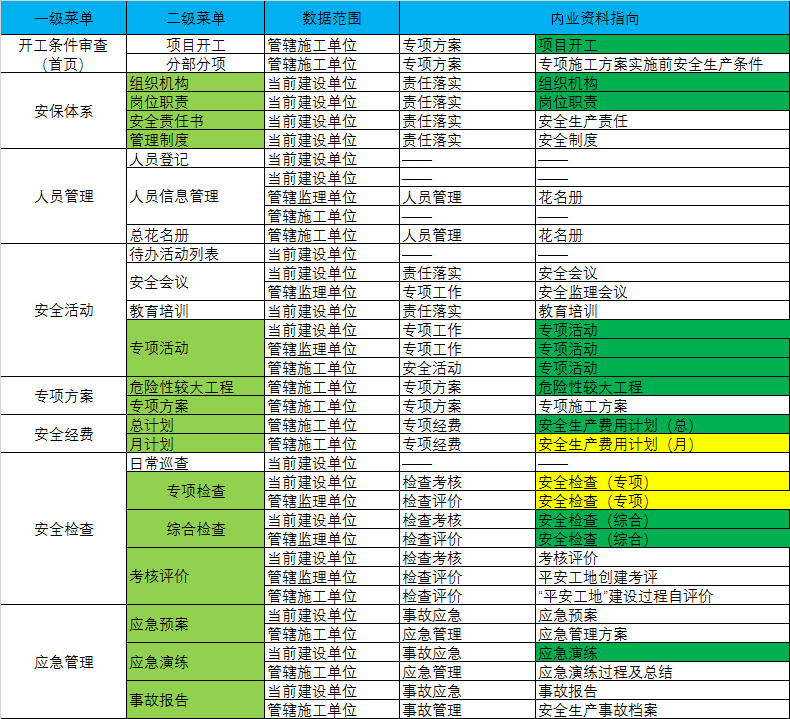 一级菜单 二级菜单 数据范围 内业资料指向
开工条件审查（首页） 项目开工 管辖施工单位 专项方案 项目开工
分部分项 管辖施工单位 专项方案 专项施工方案实施前安全生产条件
安保体系 组织机构 当前建设单位 责任落实 组织机构
岗位职责 当前建设单位 责任落实 岗位职责
安全责任书 当前建设单位 责任落实 安全生产责任
管理制度 当前建设单位 责任落实 安全制度
人员管理 人员登记 当前建设单位 —— ——
人员信息管理 当前建设单位 —— ——
管辖监理单位 人员管理 花名册
管辖施工单位 —— ——
总花名册 管辖施工单位 人员管理 花名册
安全活动 待办活动列表 当前建设单位 —— ——
安全会议 当前建设单位 责任落实 安全会议
管辖监理单位 专项工作 安全监理会议
教育培训 当前建设单位 责任落实 教育培训
专项活动 当前建设单位 专项工作 专项活动
管辖监理单位 专项工作 专项活动
管辖施工单位 安全活动 专项活动
专项方案 危险性较大工程 管辖施工单位 专项方案 危险性较大工程
专项方案 管辖施工单位 专项方案 专项施工方案
安全经费 总计划 管辖施工单位 专项经费 安全生产费用计划（总）
月计划 管辖施工单位 专项经费 安全生产费用计划（月）
安全检查 日常巡查 当前建设单位 —— ——
专项检查 当前建设单位 检查考核 安全检查（专项）
管辖监理单位 检查评价 安全检查（专项）
综合检查 当前建设单位 检查考核 安全检查（综合）
管辖监理单位 检查评价 安全检查（综合）
考核评价 当前建设单位 检查考核 考核评价
管辖监理单位 检查评价 平安工地创建考评
管辖施工单位 检查评价 “平安工地”建设过程自评价
应急管理 应急预案 当前建设单位 事故应急 应急预案
管辖施工单位 应急管理 应急管理方案
应急演练 当前建设单位 事故应急 应急演练
管辖施工单位 应急管理 应急演练过程及总结
事故报告 当前建设单位 事故应急 事故报告
管辖施工单位 事故管理 安全生产事故档案